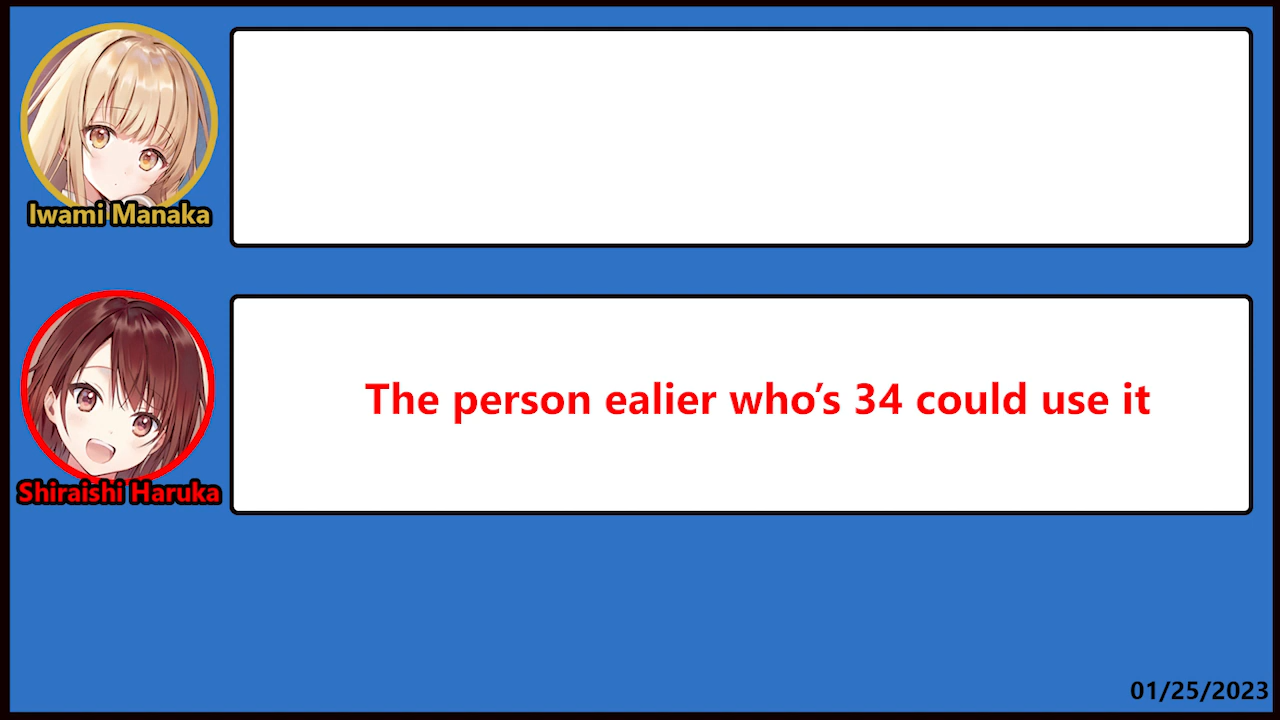 Iwami Manaka
The person ealier who's 34 could use it
Shiraishi Haruka
01/25/2023